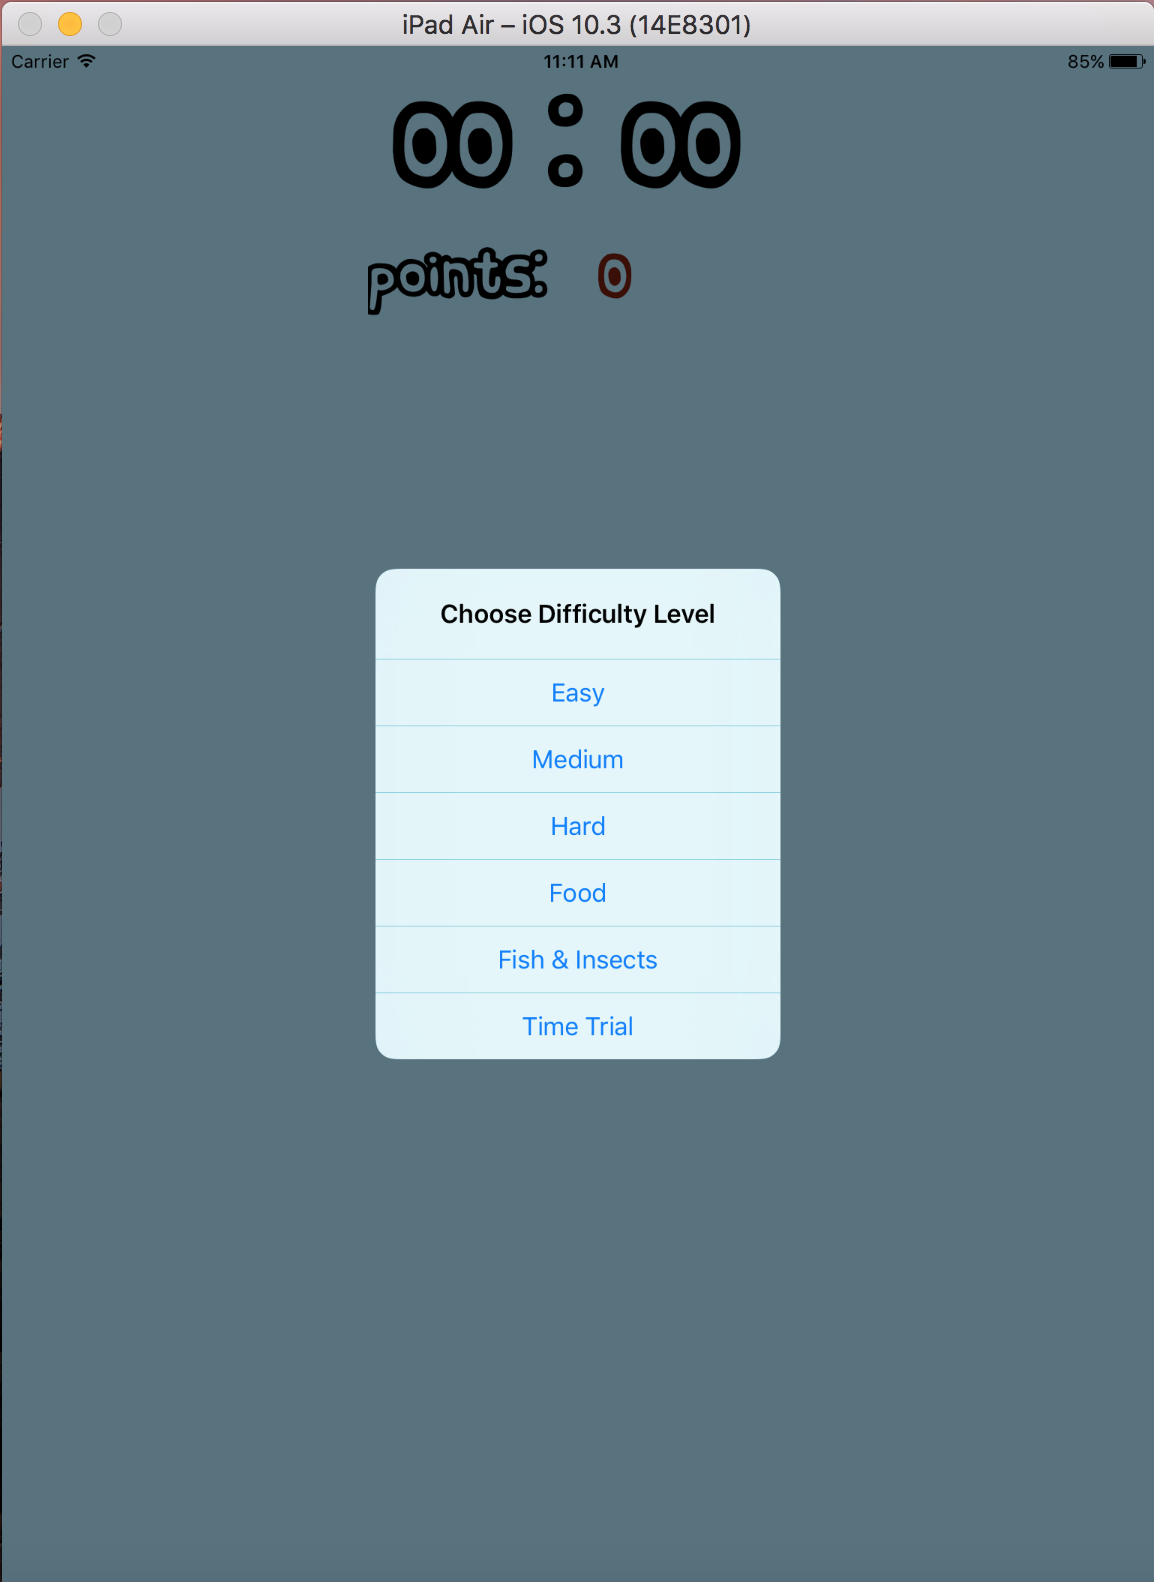 iPad Air – iOS 10.3 (14E8301)
Carrier 11:11 AM 85%
00:00
points: 0
Choose Difficulty Level
Easy
Medium
Hard
Food
Fish & Insects
Time Trial